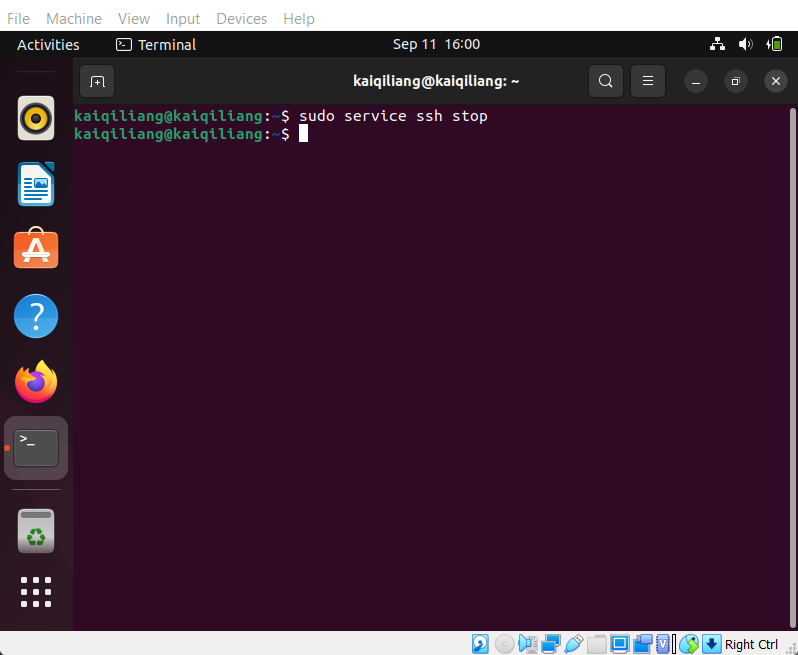 File Machine View Input Devices Help
Activities Terminal Sep 11 16:00
kaiqiliang@kaiqiliang: ~
kaiqiliang@kaiqiliang:~$ sudo service ssh stop
kaiqiliang@kaiqiliang:~$
>_
?
Right Ctrl